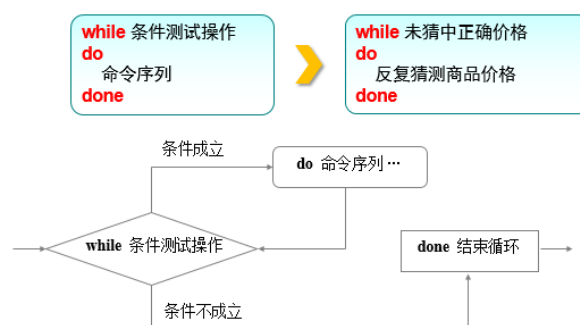 while 条件测试操作
do
命令序列
done
while 未猜中正确价格
do
反复猜测商品价格
done
条件成立
do 命令序列…
while 条件测试操作
done 结束循环
条件不成立